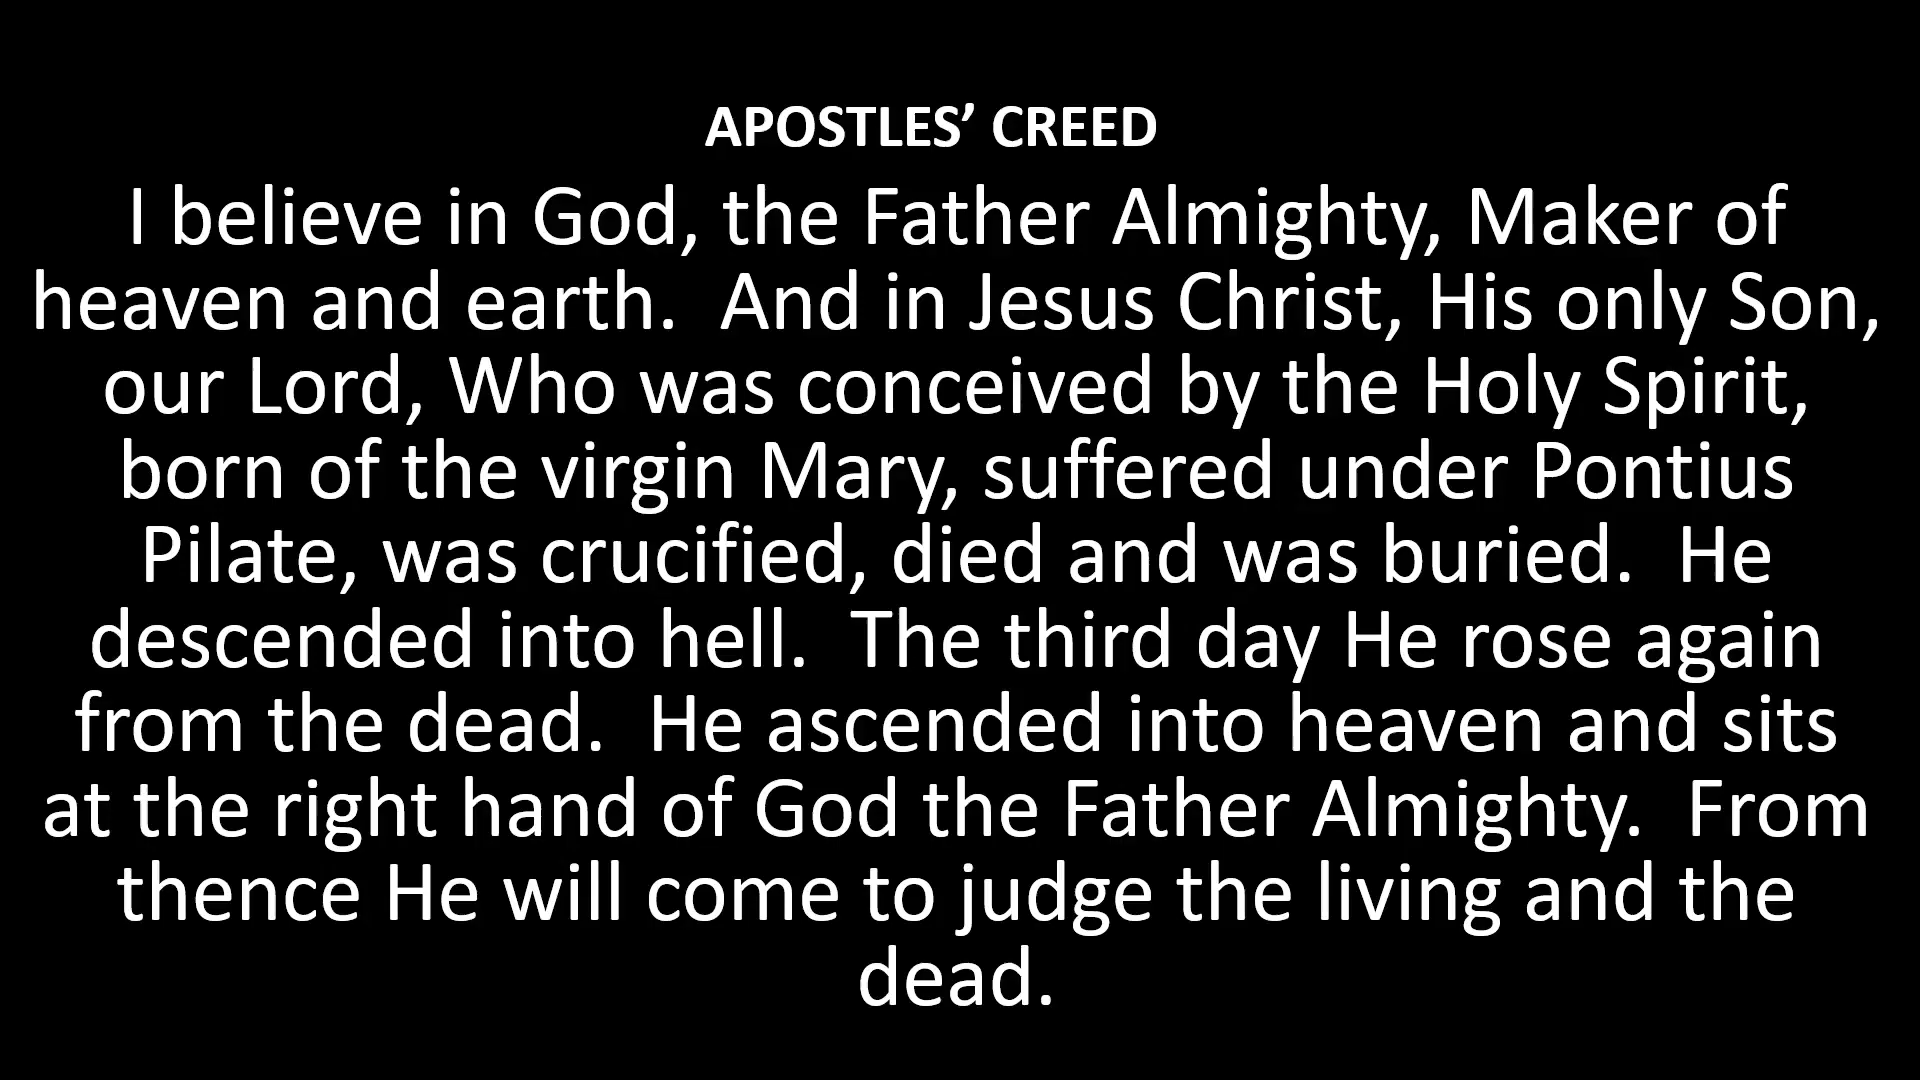 APOSTLES’ CREED
I believe in God, the Father Almighty, Maker of
heaven and earth.  And in Jesus Christ, His only Son,
our Lord, Who was conceived by the Holy Spirit,
born of the virgin Mary, suffered under Pontius
Pilate, was crucified, died and was buried.  He
descended into hell.  The third day He rose again
from the dead.  He ascended into heaven and sits
at the right hand of God the Father Almighty.  From
thence He will come to judge the living and the
dead.